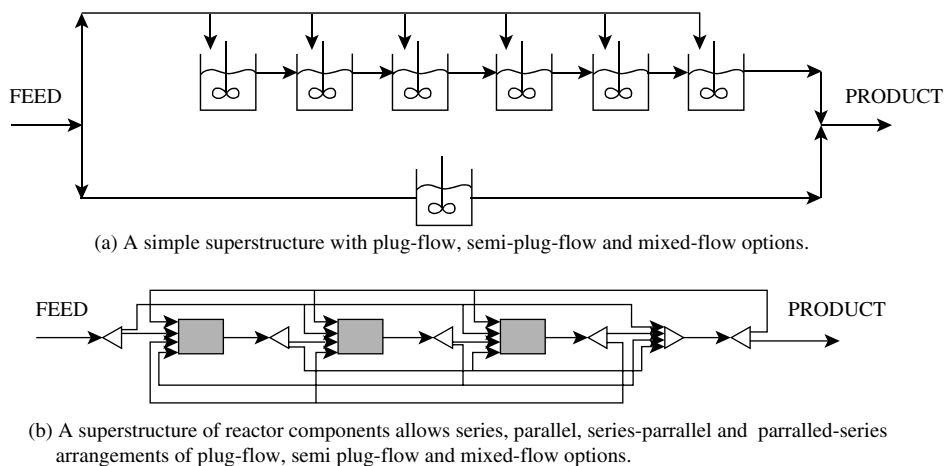 FEED
PRODUCT
(a) A simple superstructure with plug-flow, semi-plug-flow and mixed-flow options.
FEED
PRODUCT
(b) A superstructure of reactor components allows series, parallel, series-parrallel and parralled-series
arrangements of plug-flow, semi plug-flow and mixed-flow options.